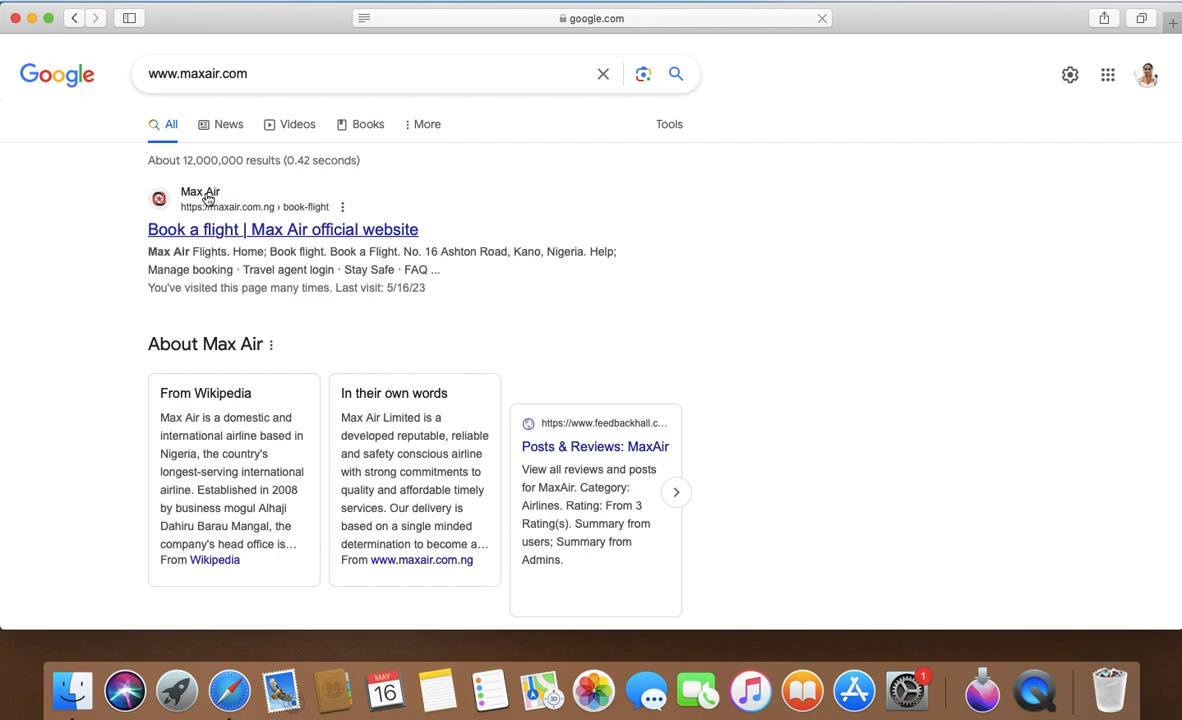 google.com
Google
www.maxair.com
All
News
Videos
Books
More
Tools
About 12,000,000 results (0.42 seconds)
Max Air
https://maxair.com.ng › book-flight
Book a flight | Max Air official website
Max Air Flights. Home; Book flight. Book a Flight. No. 16 Ashton Road, Kano, Nigeria. Help;
Manage booking · Travel agent login · Stay Safe · FAQ ...
You've visited this page many times. Last visit: 5/16/23
About Max Air
From Wikipedia
Max Air is a domestic and
international airline based in
Nigeria, the country's
longest-serving international
airline. Established in 2008
by business mogul Alhaji
Dahiru Barau Mangal, the
company's head office is...
From Wikipedia
In their own words
Max Air Limited is a
developed reputable, reliable
and safety conscious airline
with strong commitments to
quality and affordable timely
services. Our delivery is
based on a single minded
determination to become a...
From www.maxair.com.ng
https://www.feedbackhall.c...
Posts & Reviews: MaxAir
View all reviews and posts
for MaxAir. Category:
Airlines. Rating: From 3
Rating(s). Summary from
users; Summary from
Admins.
MAY
16
1